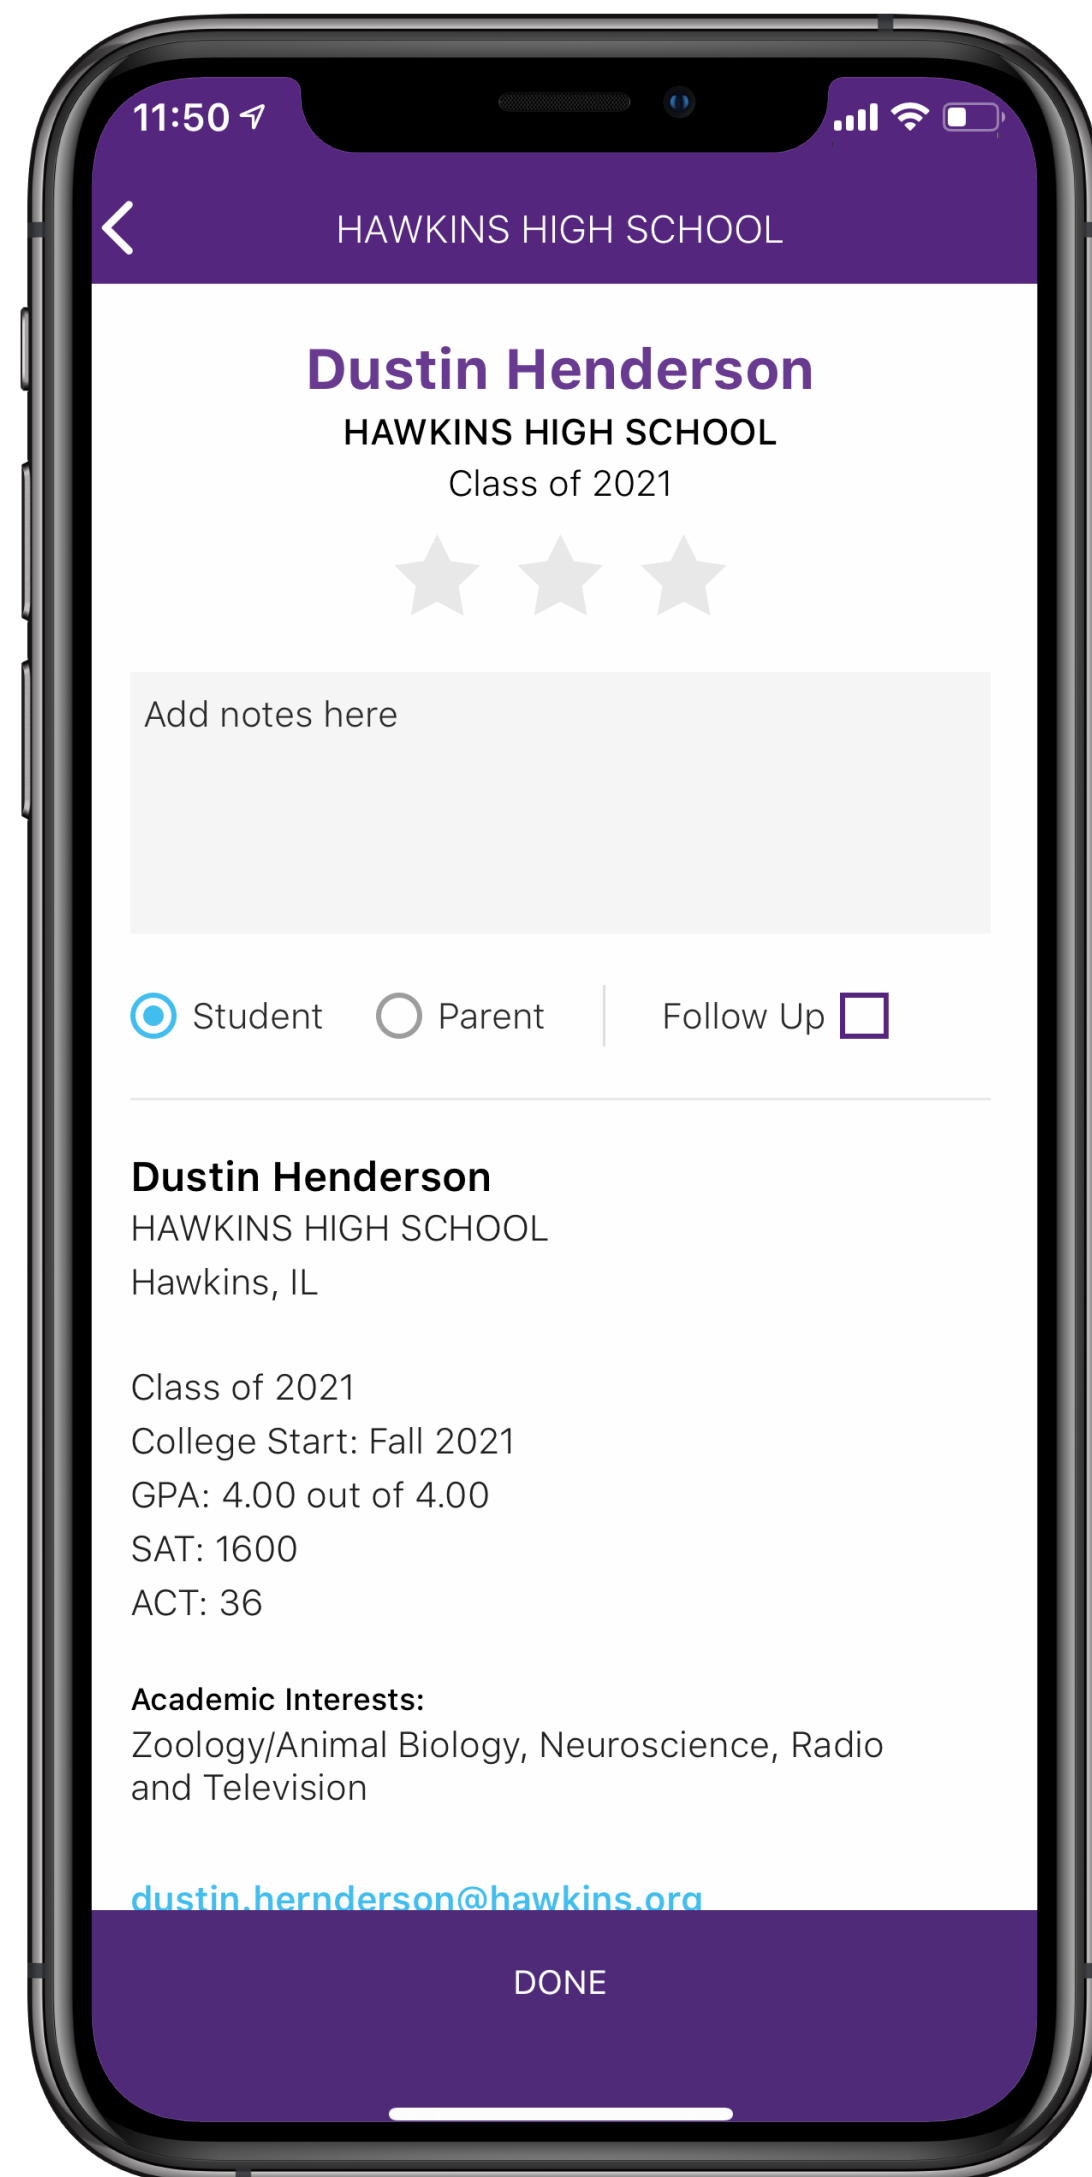 11:50
HAWKINS HIGH SCHOOL
Dustin Henderson
HAWKINS HIGH SCHOOL
Class of 2021
Add notes here
Student Parent Follow Up
Dustin Henderson
HAWKINS HIGH SCHOOL
Hawkins, IL
Class of 2021
College Start: Fall 2021
GPA: 4.00 out of 4.00
SAT: 1600
ACT: 36
Academic Interests:
Zoology/Animal Biology, Neuroscience, Radio
and Television
dustin.hernderson@hawkins.org
DONE